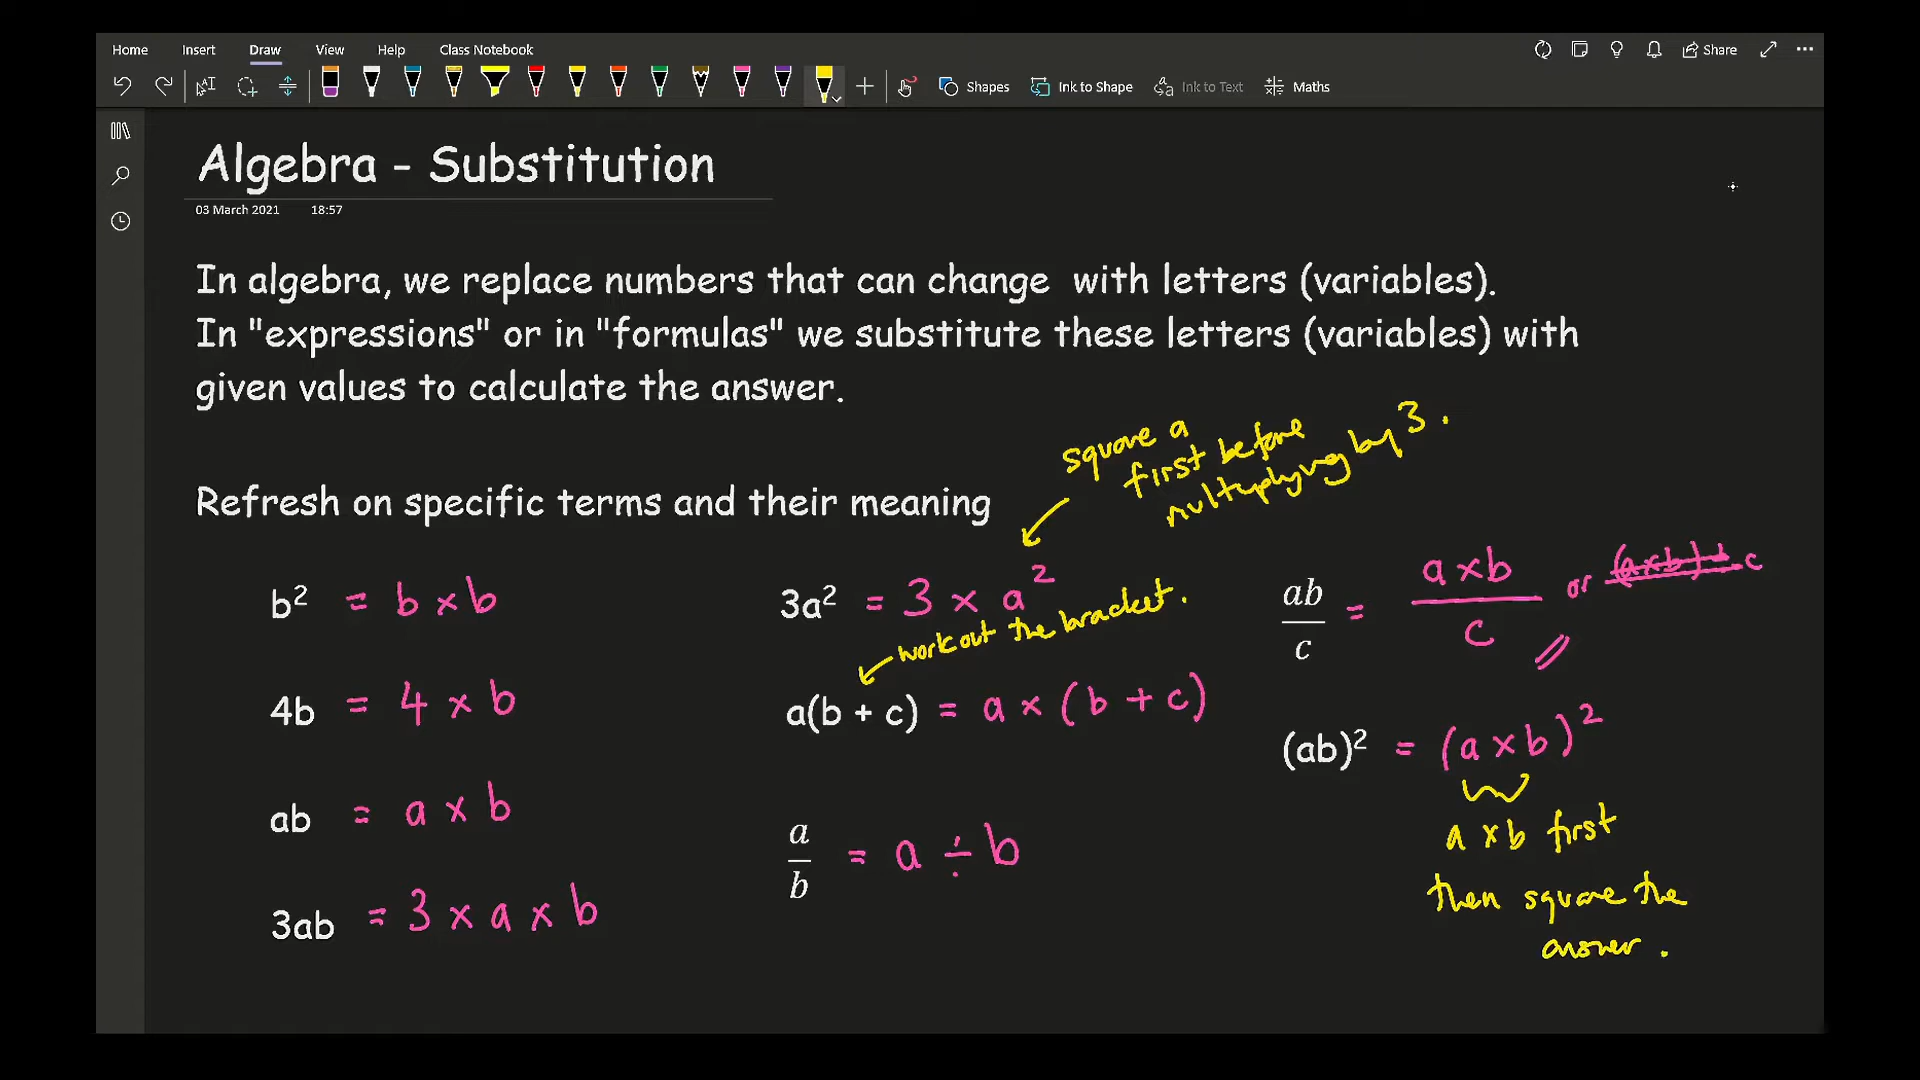 Home Insert Draw View Help Class Notebook Share
Shapes Ink to Shape Ink to Text Maths
Algebra - Substitution
03 March 2021 18:57
In algebra, we replace numbers that can change with letters (variables).
In "expressions" or in "formulas" we substitute these letters (variables) with
given values to calculate the answer.
square a
first before
multiplying by 3.
Refresh on specific terms and their meaning
b² = b × b
4b = 4 × b
ab = a × b
3ab = 3 × a × b
3a² = 3 × a²
work out the bracket.
a(b + c) = a × (b + c)
a/b = a ÷ b
ab/c = a×b/c or (a×b) ÷ c
(ab)² = (a × b)²
a × b first
then square the
answer.